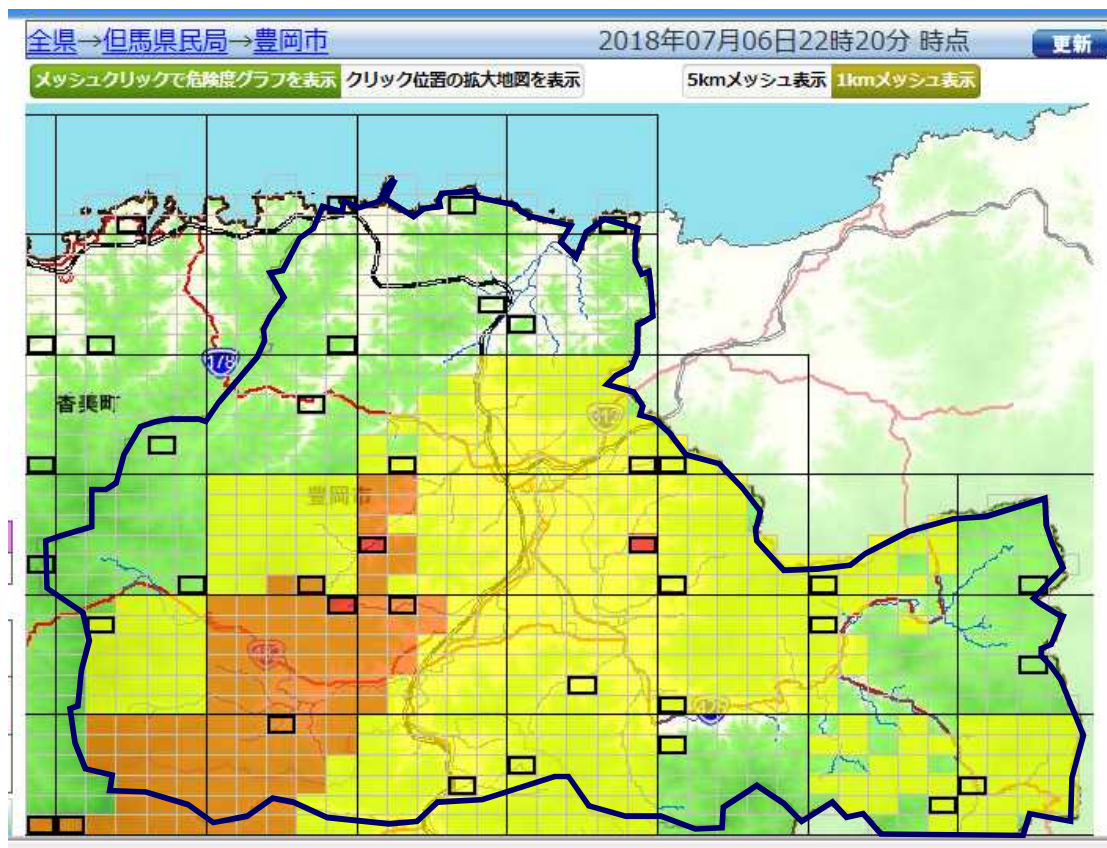 全県→但馬県民局→豊岡市
2018年07月06日22時20分 時点
更新
メッシュクリックで危険度グラフを表示
クリック位置の拡大地図を表示
5kmメッシュ表示
1kmメッシュ表示
178
香美町
312
豊岡市